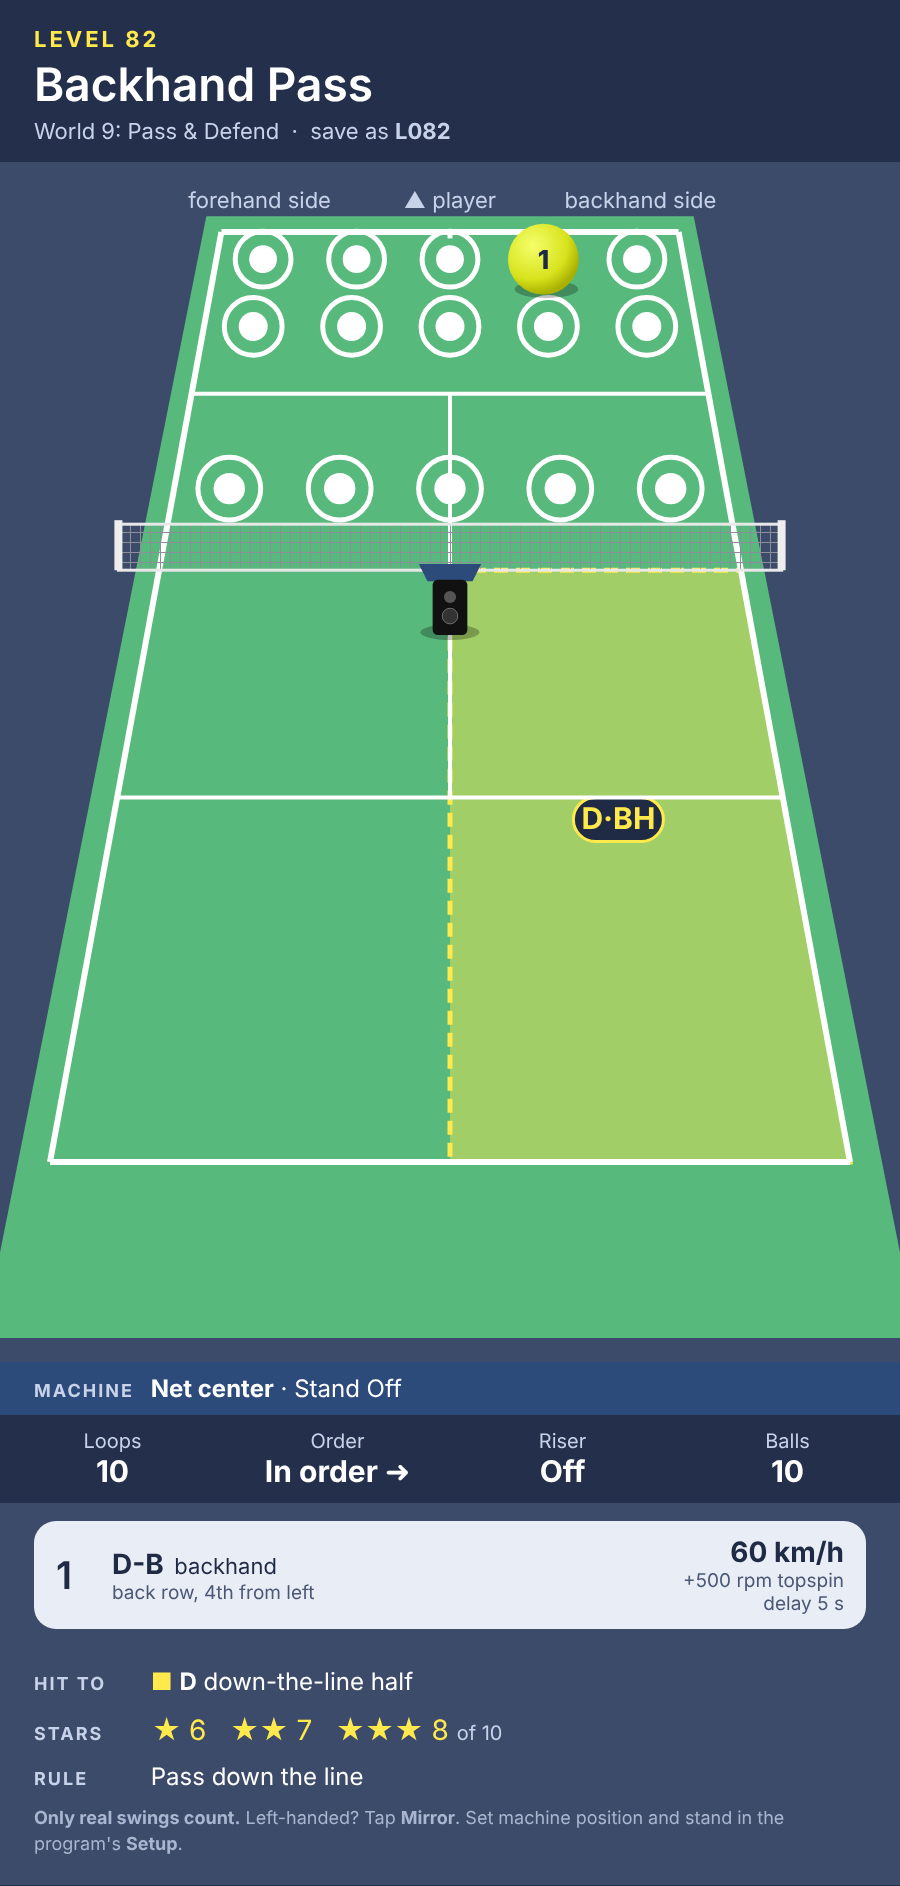 LEVEL 82
Backhand Pass
World 9: Pass & Defend · save as L082
forehand side ▲ player backhand side
1
D·BH
MACHINE Net center · Stand Off
Loops Order Riser Balls
10 In order ➜ Off 10
1 D-B backhand 60 km/h
back row, 4th from left +500 rpm topspin
delay 5 s
HIT TO D down-the-line half
STARS ★ 6 ★★ 7 ★★★ 8 of 10
RULE Pass down the line
Only real swings count. Left-handed? Tap Mirror. Set machine position and stand in the
program's Setup.